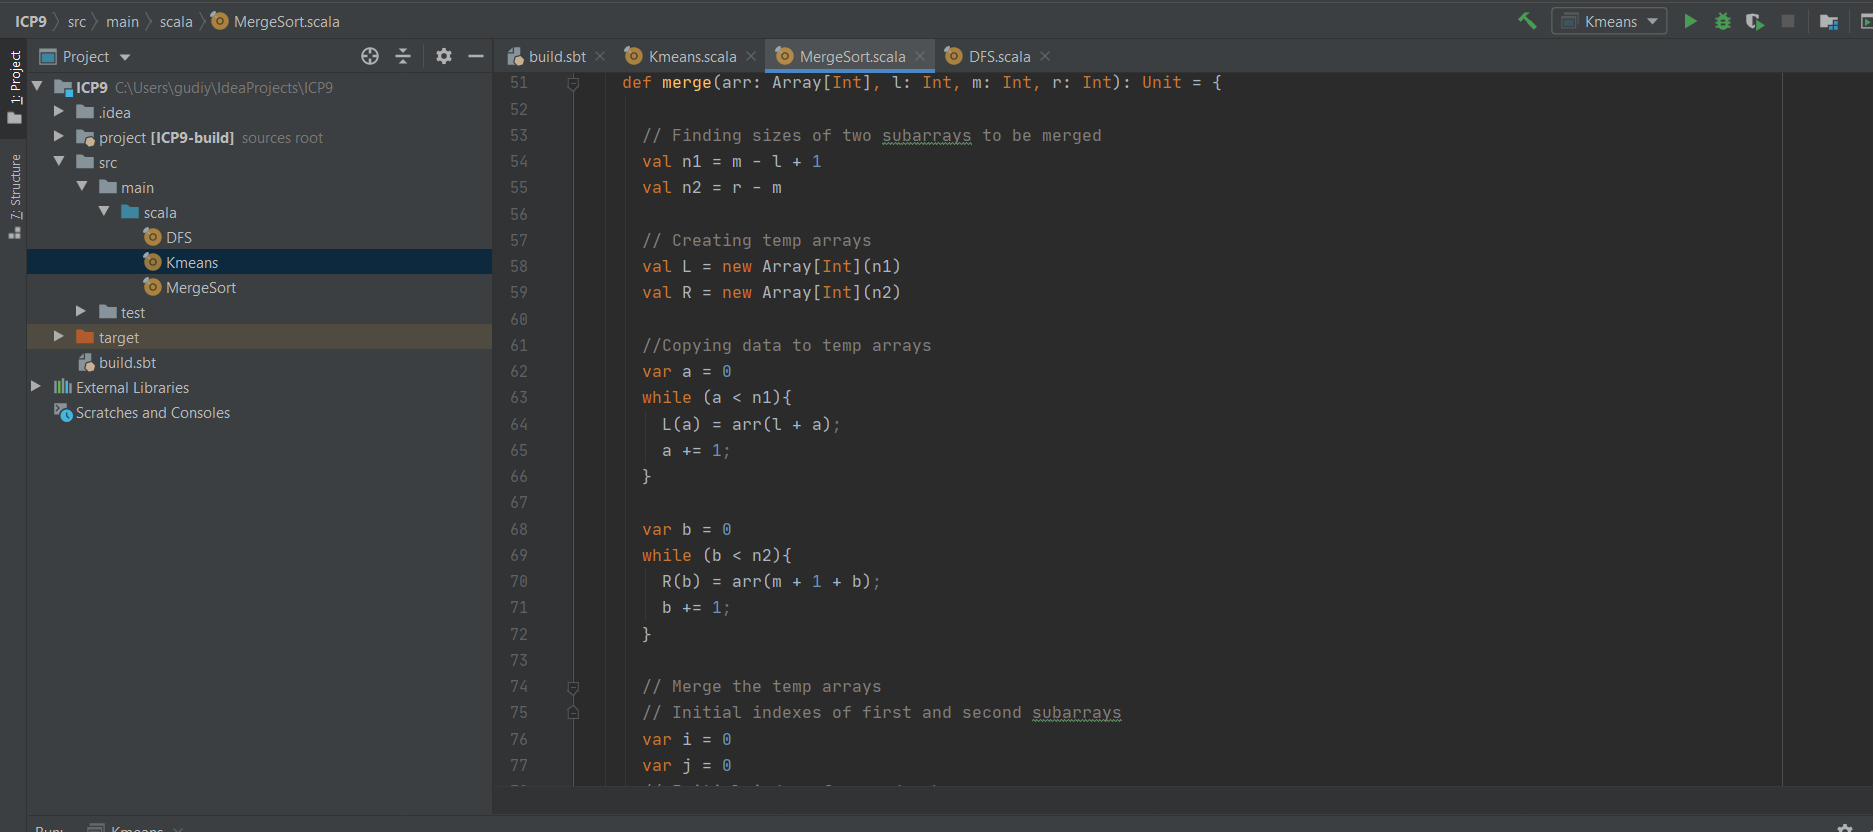 ICP9 src main scala MergeSort.scala
Kmeans
1: Project
7: Structure
Project
ICP9 C:\Users\gudiy\IdeaProjects\ICP9
.idea
project [ICP9-build] sources root
src
main
scala
DFS
Kmeans
MergeSort
test
target
build.sbt
External Libraries
Scratches and Consoles
build.sbt Kmeans.scala MergeSort.scala DFS.scala
51 def merge(arr: Array[Int], l: Int, m: Int, r: Int): Unit = {
52
53 // Finding sizes of two subarrays to be merged
54 val n1 = m - l + 1
55 val n2 = r - m
56
57 // Creating temp arrays
58 val L = new Array[Int](n1)
59 val R = new Array[Int](n2)
60
61 //Copying data to temp arrays
62 var a = 0
63 while (a < n1){
64 L(a) = arr(l + a);
65 a += 1;
66 }
67
68 var b = 0
69 while (b < n2){
70 R(b) = arr(m + 1 + b);
71 b += 1;
72 }
73
74 // Merge the temp arrays
75 // Initial indexes of first and second subarrays
76 var i = 0
77 var j = 0
Run: Kmeans